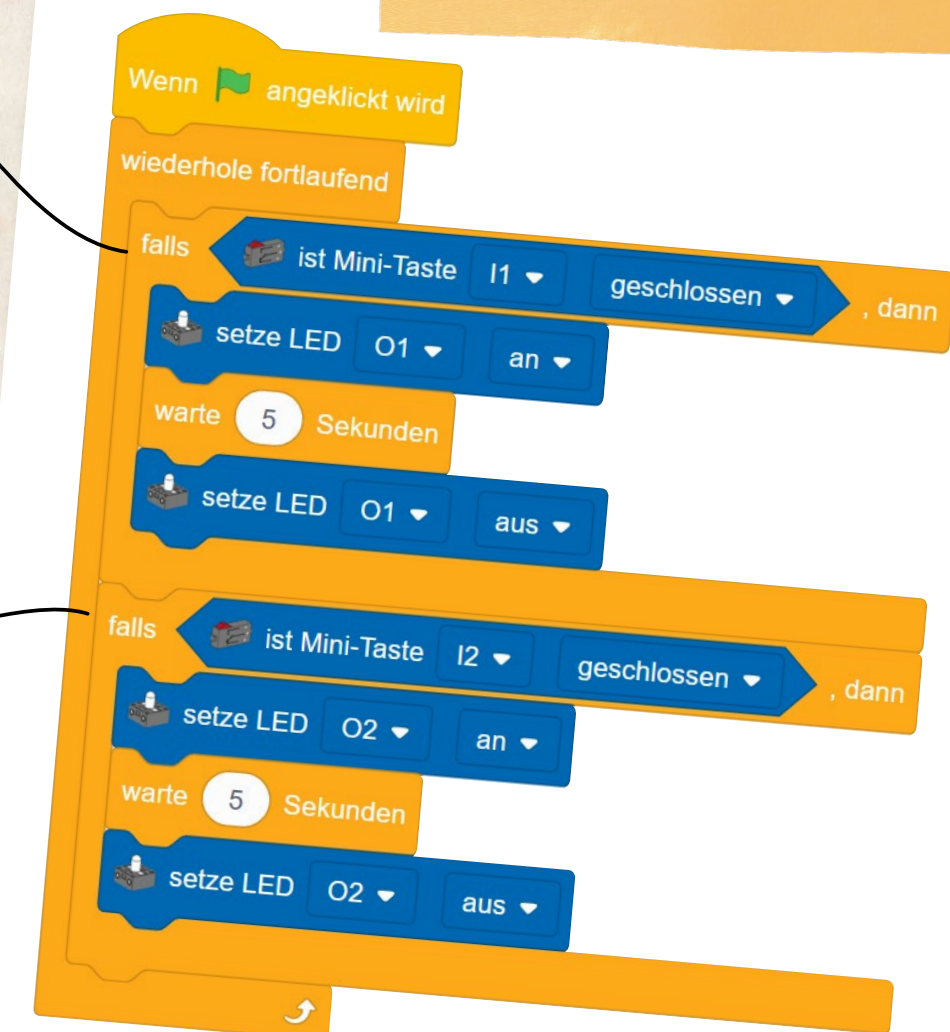 Wenn angeklickt wird
wiederhole fortlaufend
falls ist Mini-Taste I1 geschlossen , dann
setze LED O1 an
warte 5 Sekunden
setze LED O1 aus
falls ist Mini-Taste I2 geschlossen , dann
setze LED O2 an
warte 5 Sekunden
setze LED O2 aus